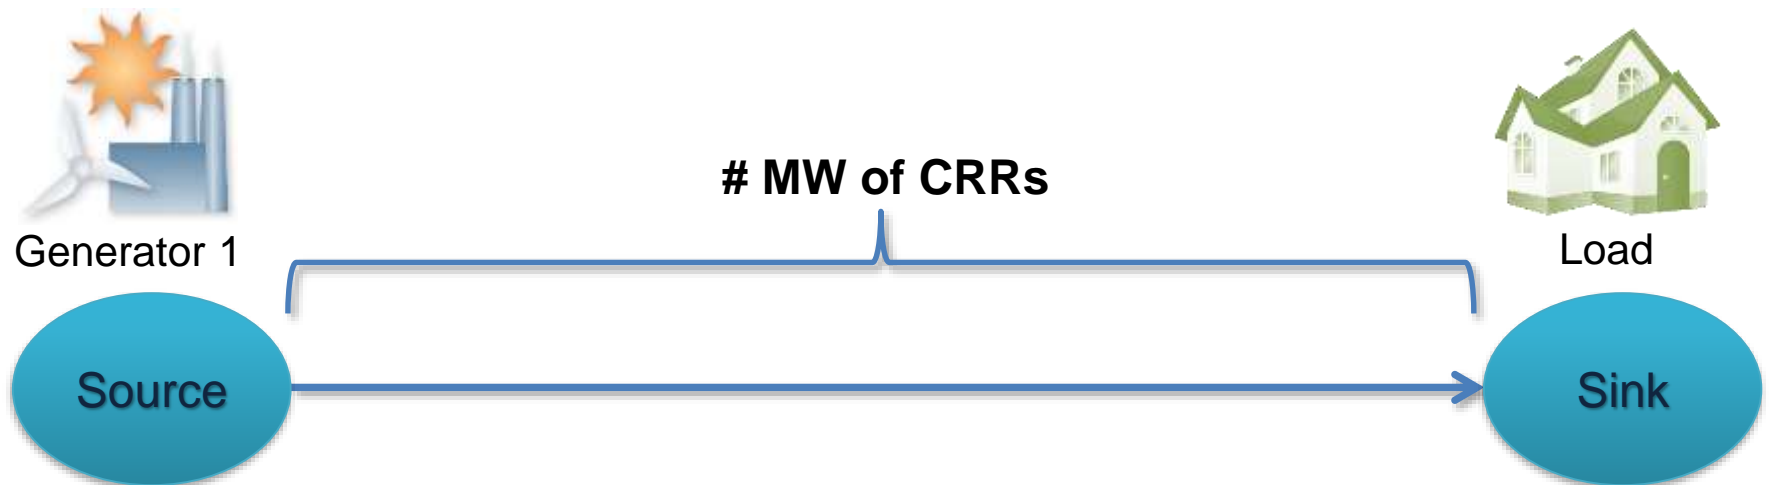 # MW of CRRs
Generator 1
Load
Source
Sink